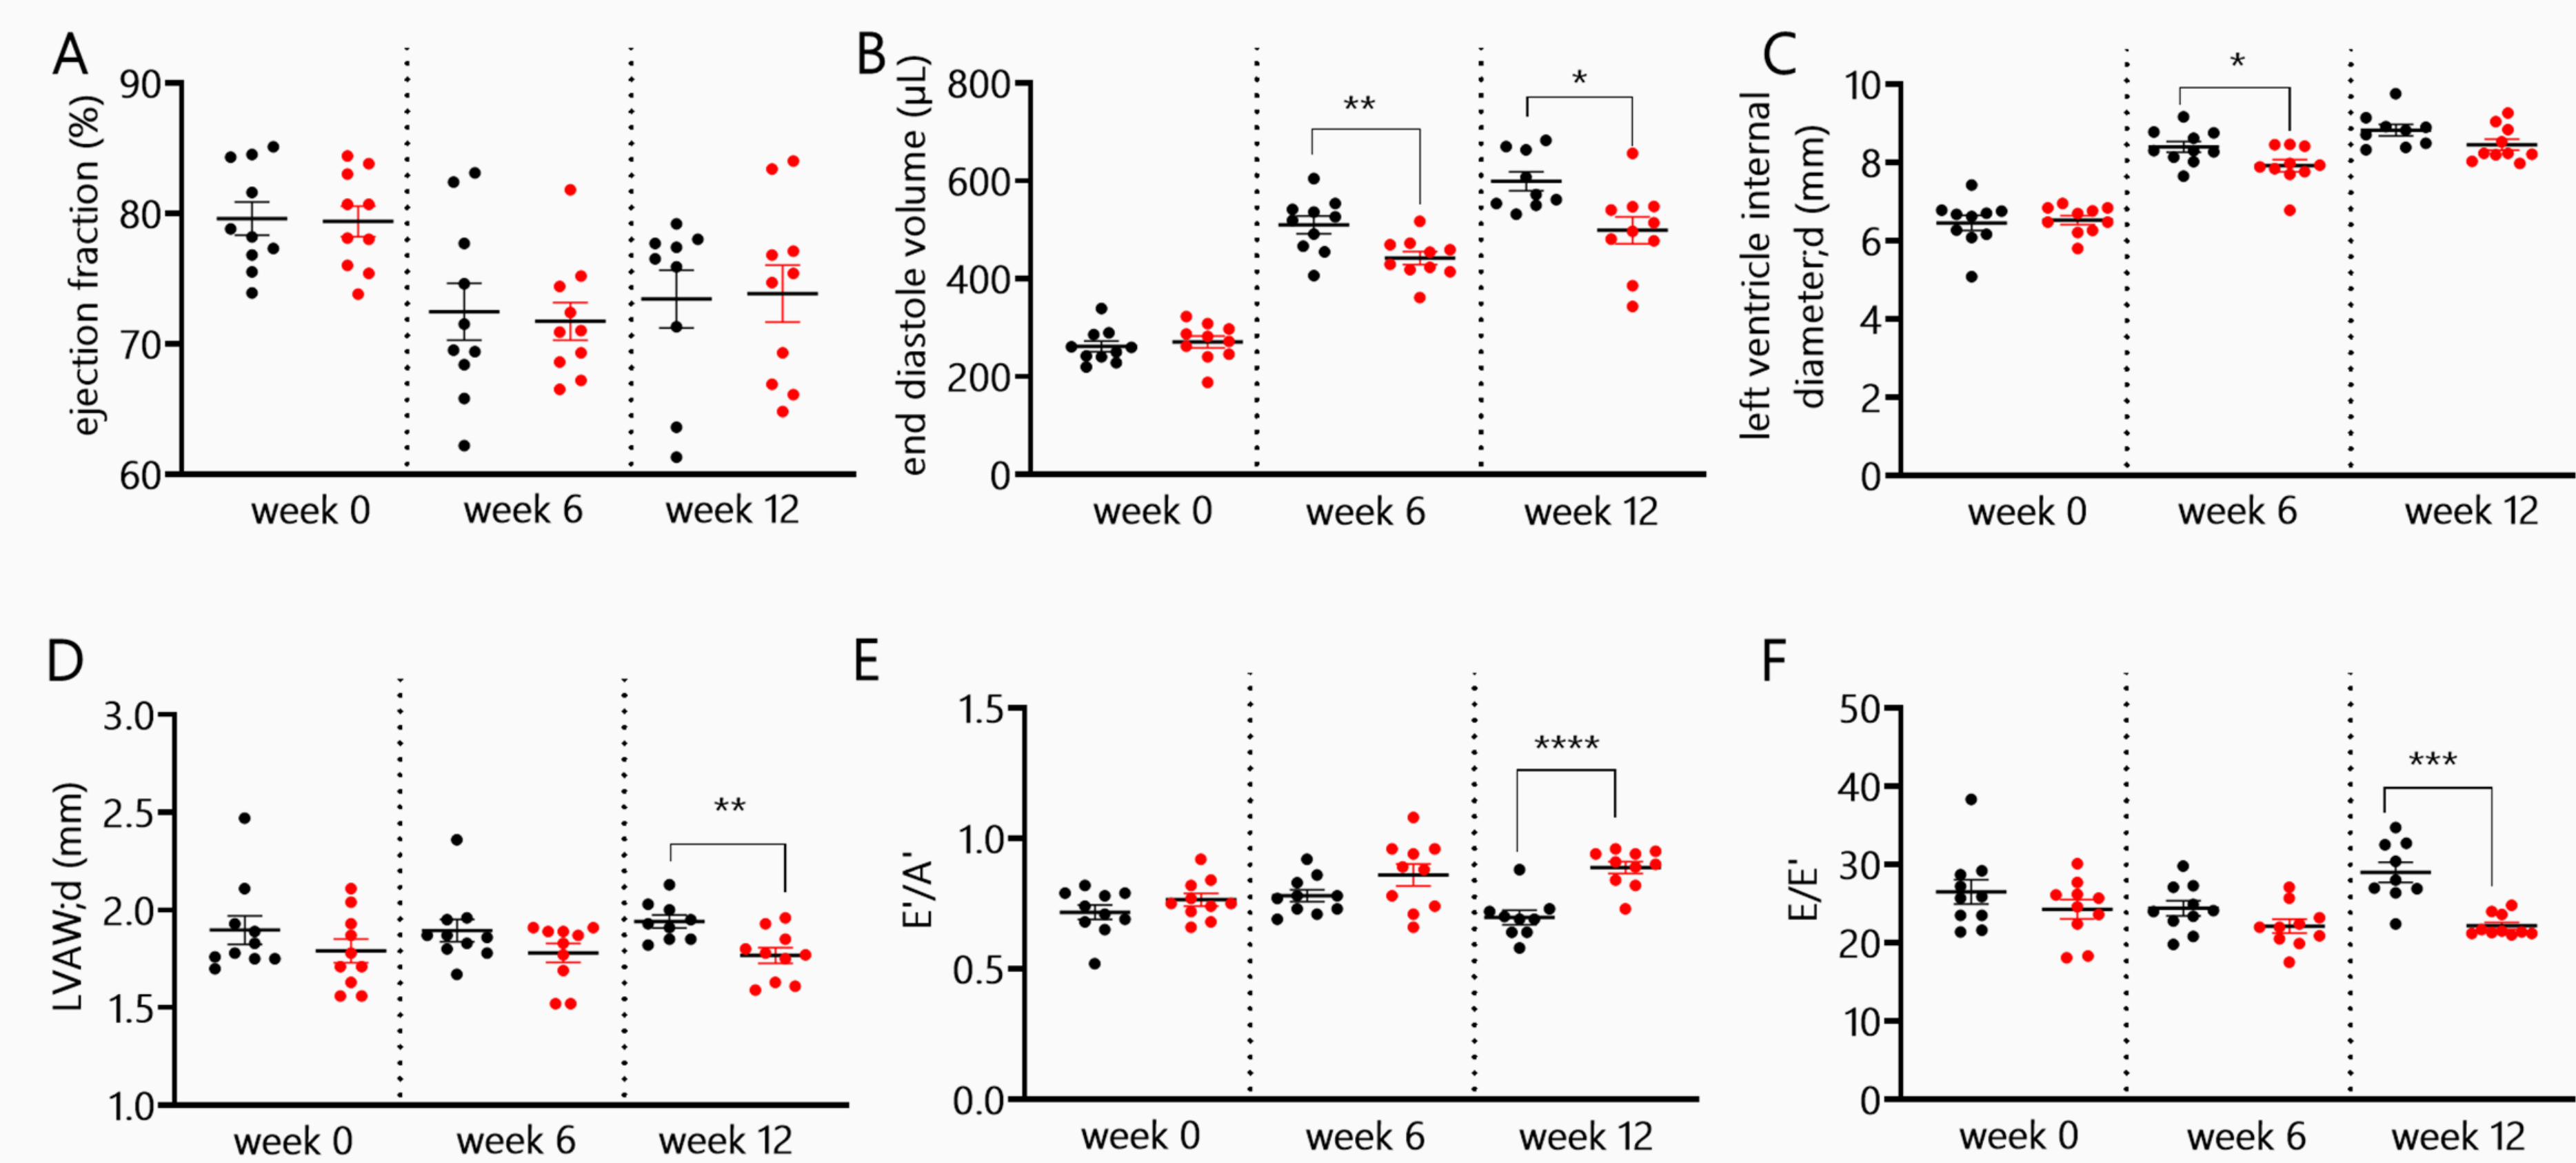 A
ejection fraction (%)
90
80
70
60
week 0
week 6
week 12
B
end diastole volume (µL)
800
600
400
200
0
**
*
week 0
week 6
week 12
C
left ventricle internal
diameter;d (mm)
10
8
6
4
2
0
*
week 0
week 6
week 12
D
LVAW;d (mm)
3.0
2.5
2.0
1.5
1.0
**
week 0
week 6
week 12
E
E'/A'
1.5
1.0
0.5
0.0
****
week 0
week 6
week 12
F
E/E'
50
40
30
20
10
0
***
week 0
week 6
week 12